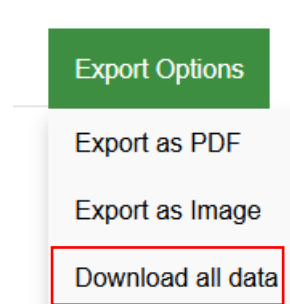 Export Options
Export as PDF
Export as Image
Download all data